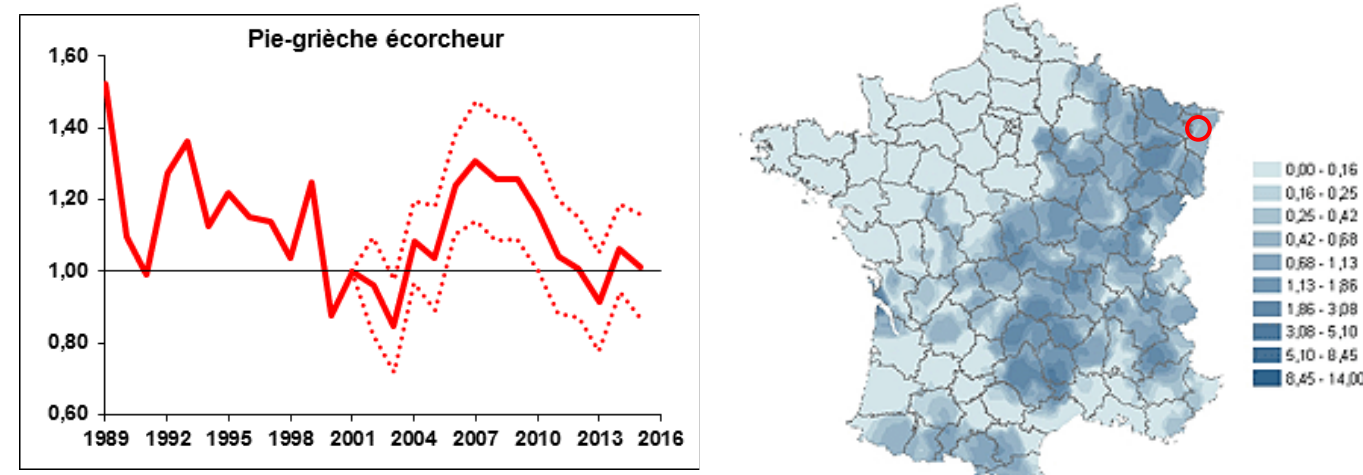 Pie-grièche écorcheur
1,60
1,40
1,20
1,00
0,80
0,60
1989 1992 1995 1998 2001 2004 2007 2010 2013 2016
0,00 - 0,16
0,16 - 0,25
0,25 - 0,42
0,42 - 0,68
0,68 - 1,13
1,13 - 1,86
1,86 - 3,08
3,08 - 5,10
5,10 - 8,45
8,45 - 14,00